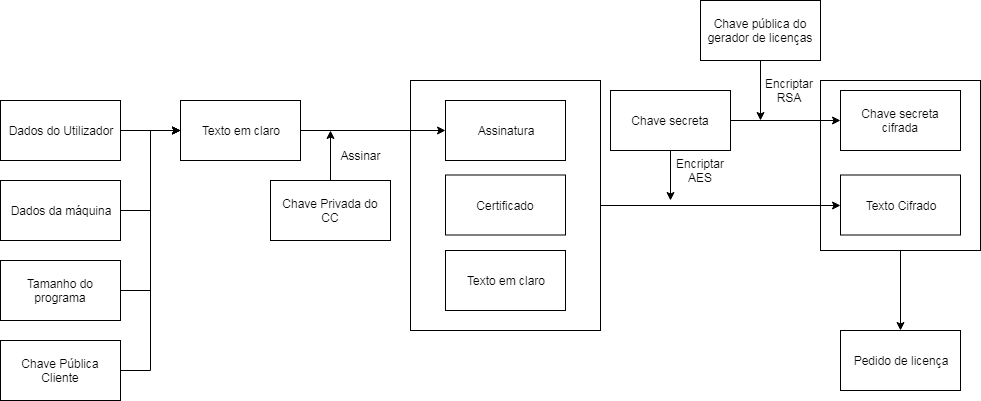 Chave pública do
gerador de licenças
Encriptar
RSA
Dados do Utilizador
Texto em claro
Assinatura
Chave secreta
Chave secreta
cifrada
Assinar
Encriptar
AES
Dados da máquina
Chave Privada do
CC
Certificado
Texto Cifrado
Tamanho do
programa
Texto em claro
Chave Pública
Cliente
Pedido de licença